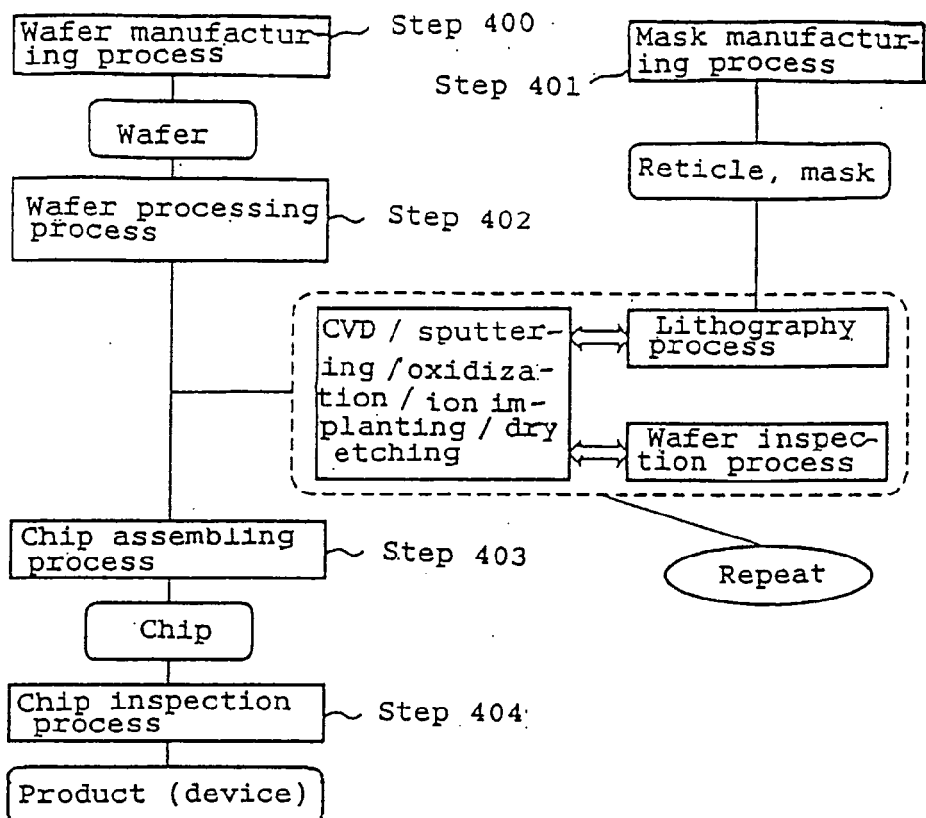 Wafer manufactur-
ing process
Step 400
Mask manufactur-
ing process
Step 401
Wafer
Reticle, mask
Wafer processing
process
Step 402
CVD / sputter-
ing / oxidiza-
tion / ion im-
planting / dry
etching
Lithography
process
Wafer inspec-
tion process
Chip assembling
process
Step 403
Repeat
Chip
Chip inspection
process
Step 404
Product (device)